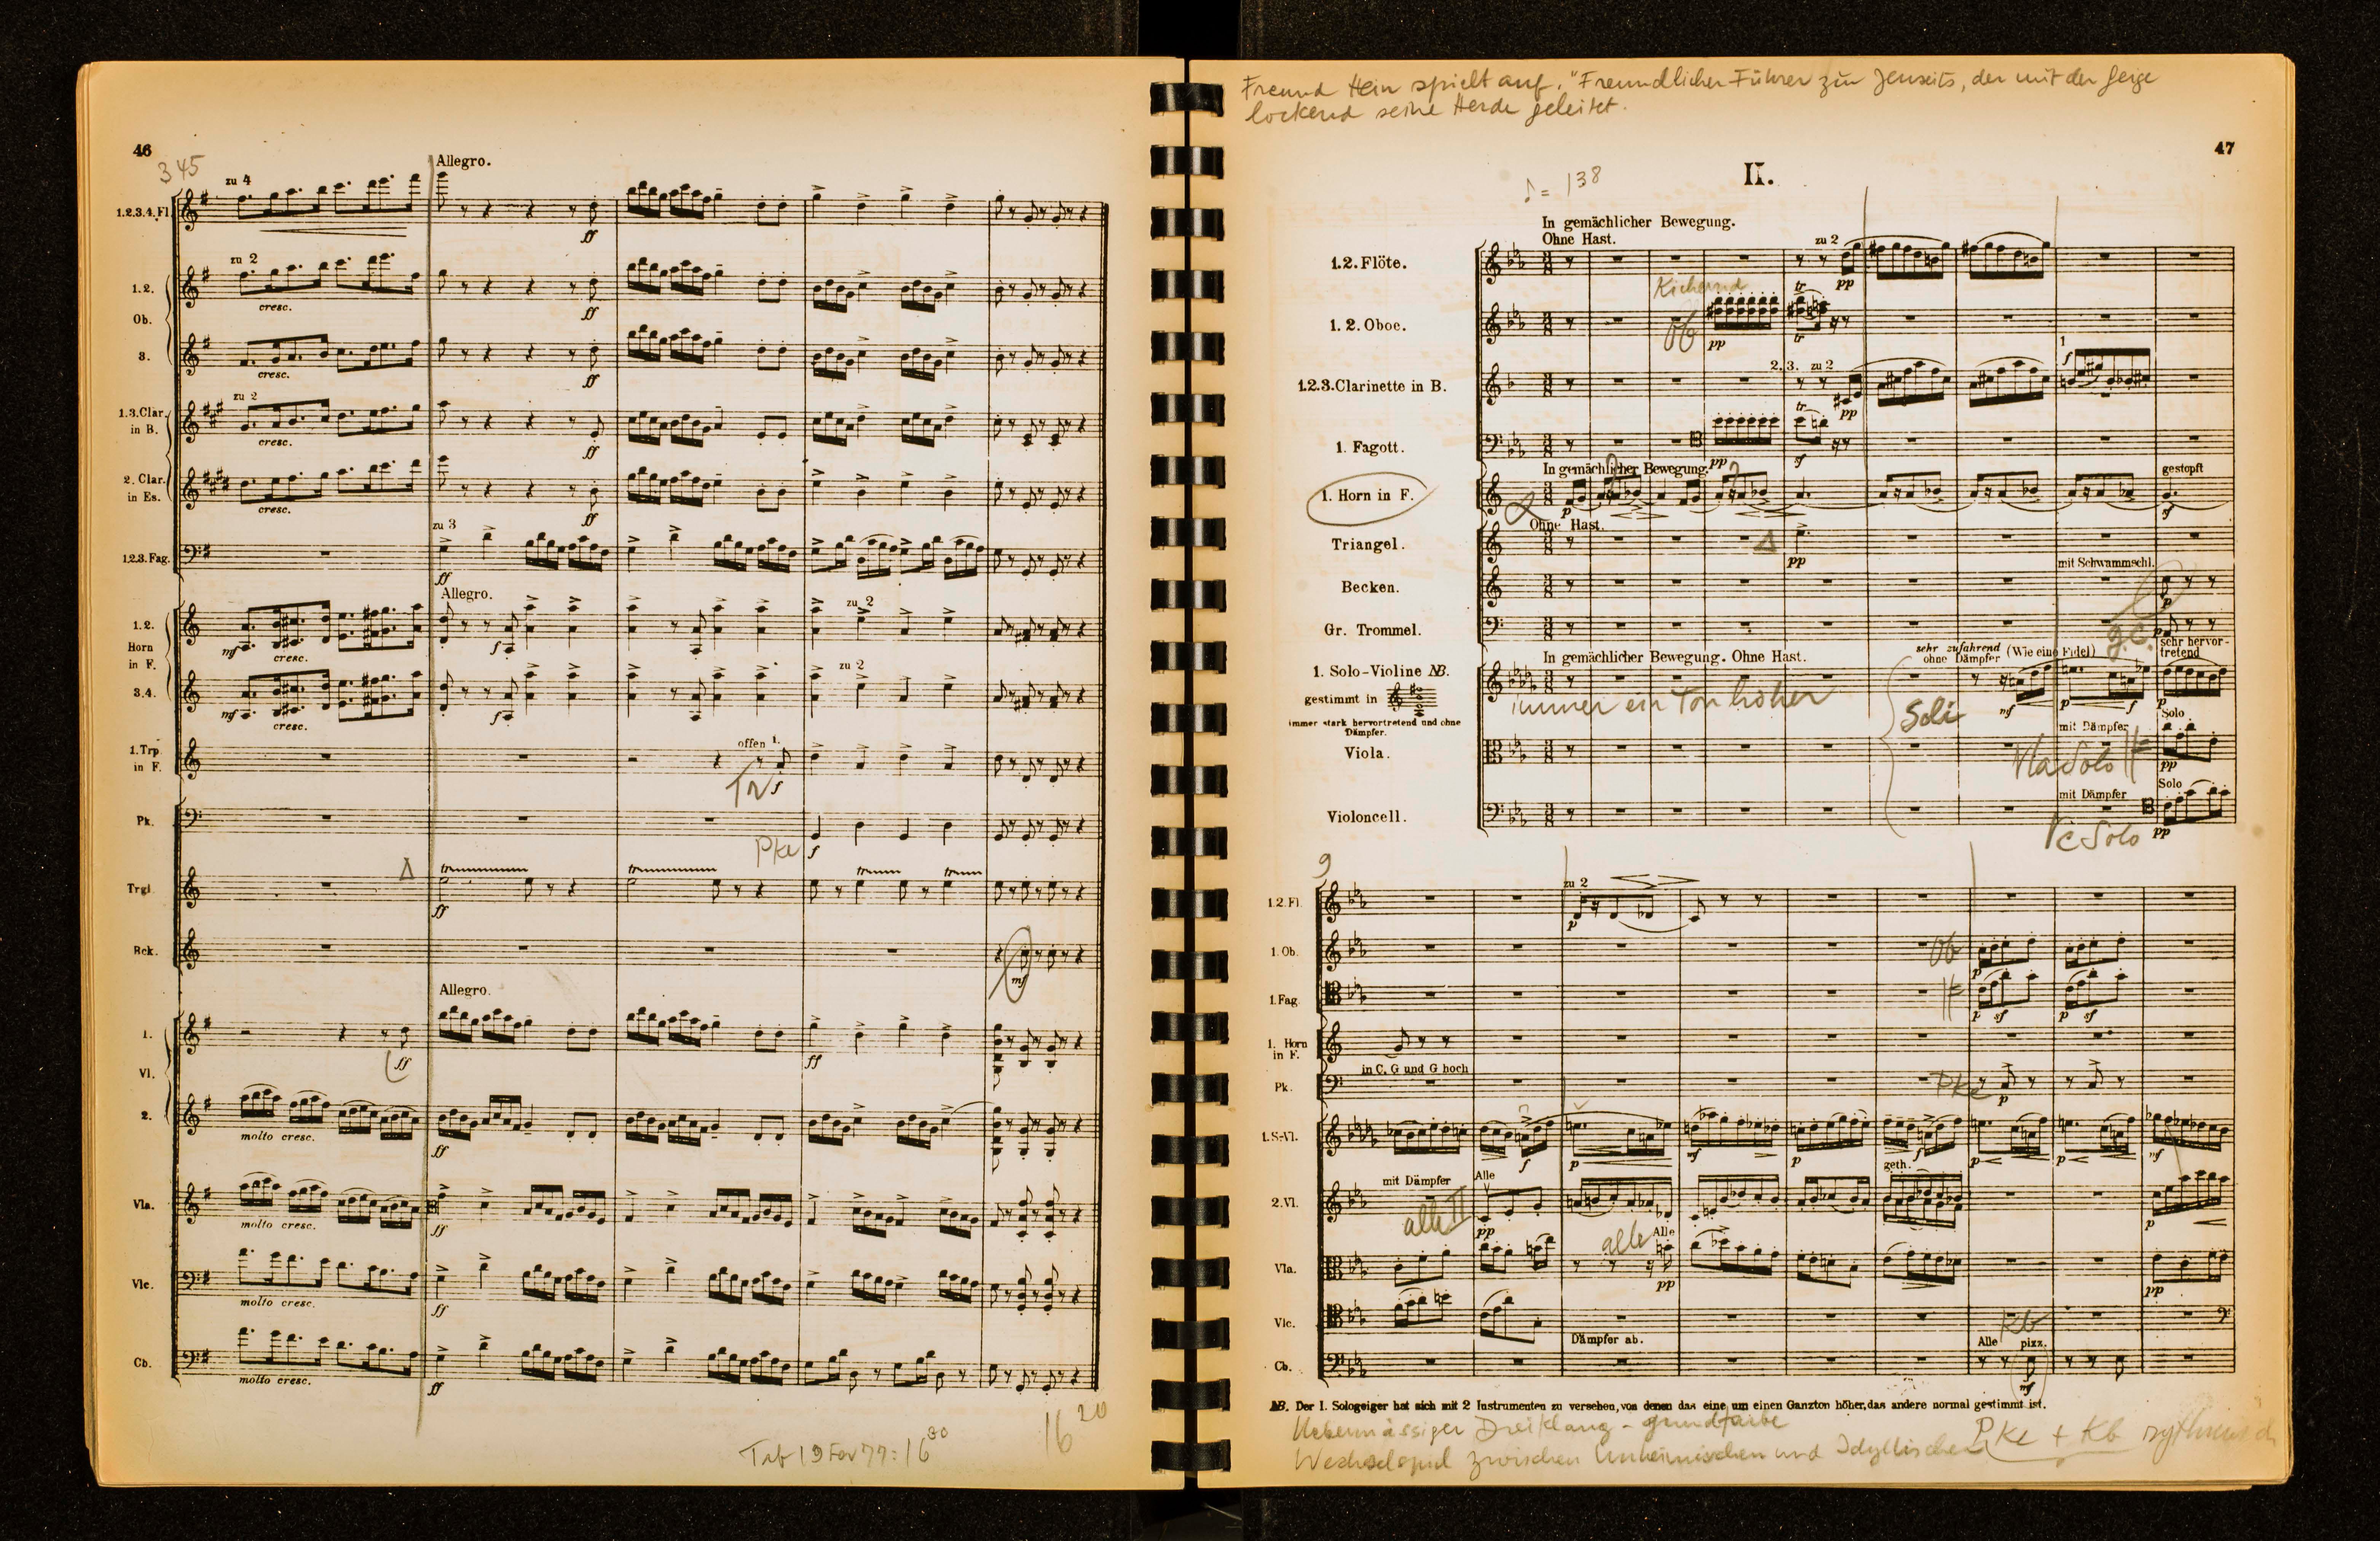 46
345
zu 4
Allegro.
1.2.3.4.Fl.
ff
zu 2
1.2.
Ob.
cresc.
ff
3.
cresc.
ff
zu 2
1.3.Clar.
in B.
cresc.
ff
2. Clar.
in Es.
cresc.
ff
zu 3
1.2.3.Fag.
ff
Allegro.
1.2.
Horn
in F.
mf
cresc.
f
zu 2
3.4.
mf
cresc.
f
zu 2
1.Trp.
in F.
offen 1.
f
Pk.
Pke
f
Trgl.
Δ
ff
Bck.
mf
Allegro.
1.
Vl.
ff
ff
2.
molto cresc.
ff
Vla.
molto cresc.
ff
Vlc.
molto cresc.
ff
Cb.
molto cresc.
ff
16 20
16 30
Freund Hein spielt auf. "Freundlicher Führer zur Jenseits, der mit der Geige
lockend seine Herde geleitet.
47
II.
♪ = 138
In gemächlicher Bewegung.
Ohne Hast.
1.2. Flöte.
zu 2
pp
Kichernd
1. 2. Oboe.
Ob
pp
tr
tr
1.2.3.Clarinette in B.
2.3. zu 2
pp
1
f
1. Fagott.
tr
pp
sf
In gemächlicher Bewegung.
1. Horn in F.
p
gestopft
sf
Ohne Hast.
Triangel.
Δ
pp
Becken.
mit Schwammschl.
p
Gr. Trommel.
g.C.
p
In gemächlicher Bewegung. Ohne Hast.
sehr zufahrend
ohne Dämpfer
(Wie eine Fidel)
sehr hervor-
tretend
1. Solo-Violine NB.
gestimmt in
immer stark hervortretend und ohne
Dämpfer.
immer ein Ton höher
Soli
mf
p
f
Viola.
mit Dämpfer
Solo
Vla Solo
pp
Violoncell.
mit Dämpfer
Solo
Vc Solo
pp
9
1.2.Fl.
zu 2
p
1. Ob.
Ob
p
1. Fag.
p sf
p sf
1. Horn
in F.
in C, G und G hoch
Pk.
Pke
p
1.S.-Vl.
f
p
mf
p
f
p
p
mf
mit Dämpfer
Alle
geth.
2.Vl.
alle II
pp
p
Vla.
alle
Alle
pp
pp
Vlc.
Dämpfer ab.
Kb
Alle
pizz.
Cb.
mf
NB. Der I. Sologeiger hat sich mit 2 Instrumenten zu versehen, von denen das eine um einen Ganzton höher, das andere normal gestimmt ist.
Uebermässiger Dreiklang - Grundfarbe
Wechselspiel zwischen Unheimischen und Idyllischen
Pke + Kb